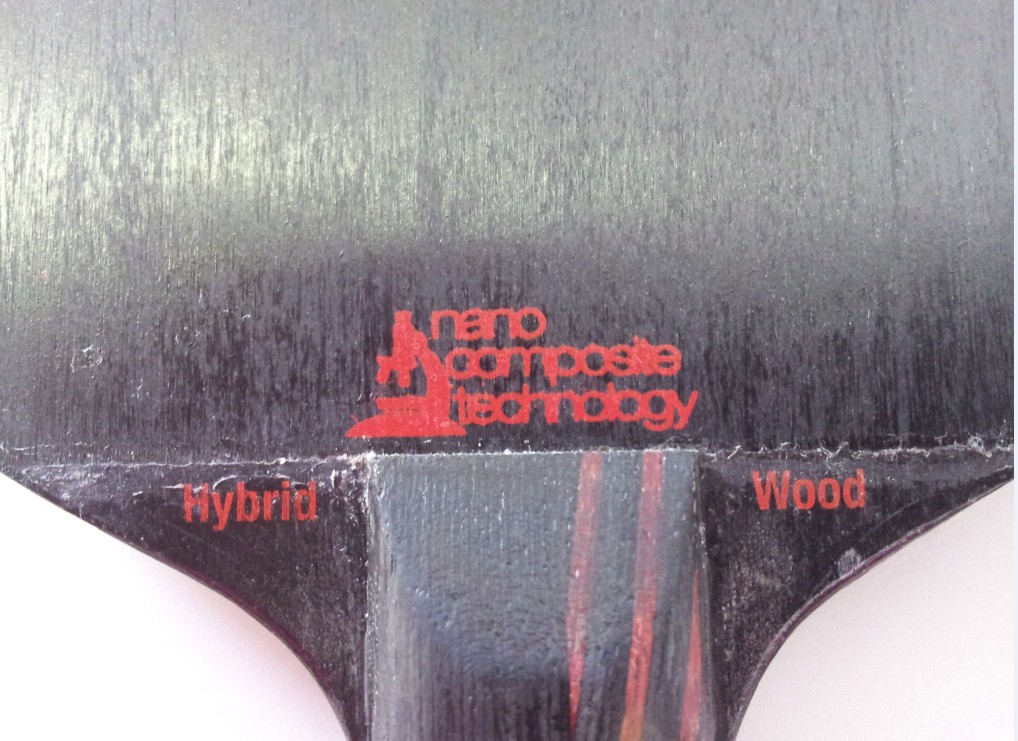 nano
composite
technology
Hybrid Wood